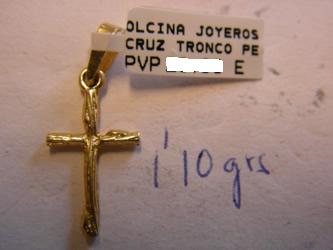 OLCINA JOYEROS
CRUZ TRONCO PE
PVP E
1'10 grs